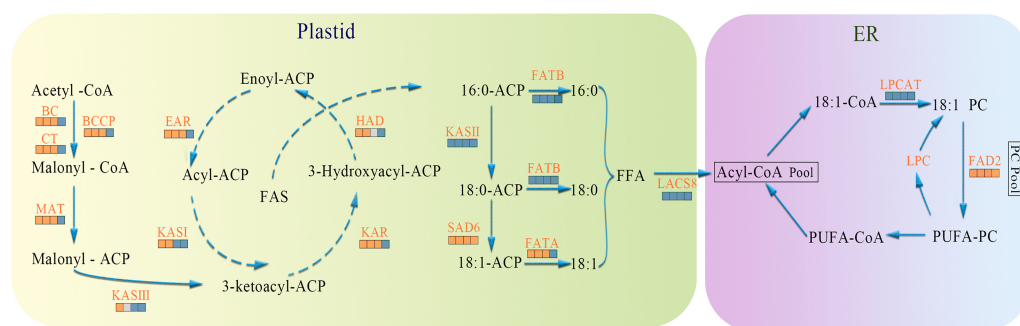 Plastid
ER
Acetyl -CoA
BC
BCCP
CT
Malonyl - CoA
MAT
Malonyl - ACP
KASIII
Enoyl-ACP
EAR
HAD
Acyl-ACP
FAS
3-Hydroxyacyl-ACP
KASI
KAR
3-ketoacyl-ACP
16:0-ACP
FATB
16:0
KASII
18:0-ACP
FATB
18:0
SAD6
18:1-ACP
FATA
18:1
FFA
LACS8
Acyl-CoA Pool
18:1-CoA
LPCAT
18:1 PC
LPC
FAD2
PC Pool
PUFA-CoA
PUFA-PC